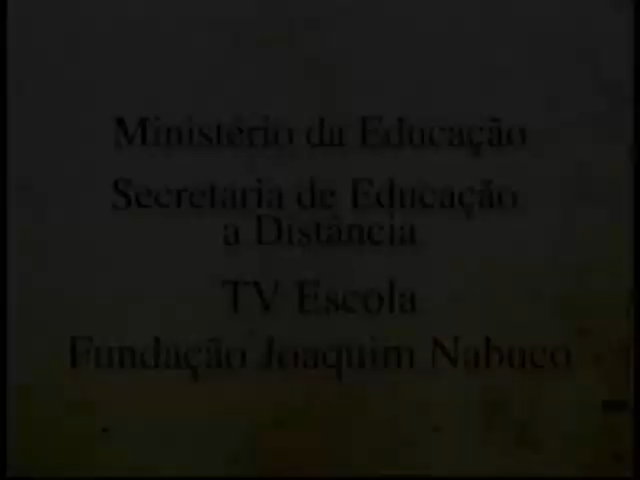 Ministério da Educação
Secretaria de Educação
a Distância
TV Escola
Fundação Joaquim Nabuco